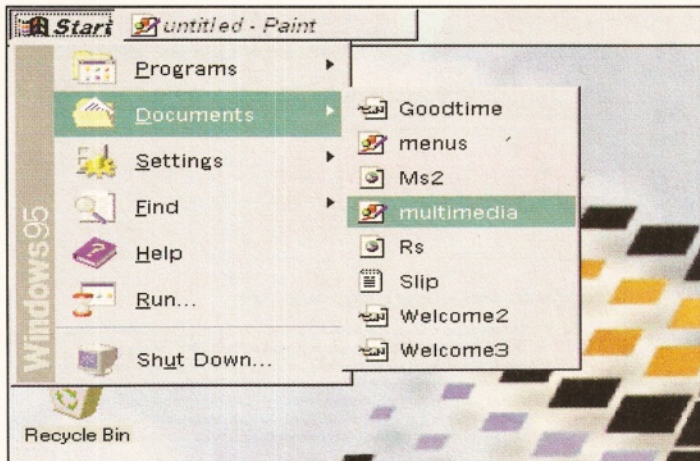 Start untitled - Paint
Programs
Documents
Settings
Find
Help
Run...
Shut Down...
Windows95
Goodtime
menus
Ms2
multimedia
Rs
Slip
Welcome2
Welcome3
Recycle Bin